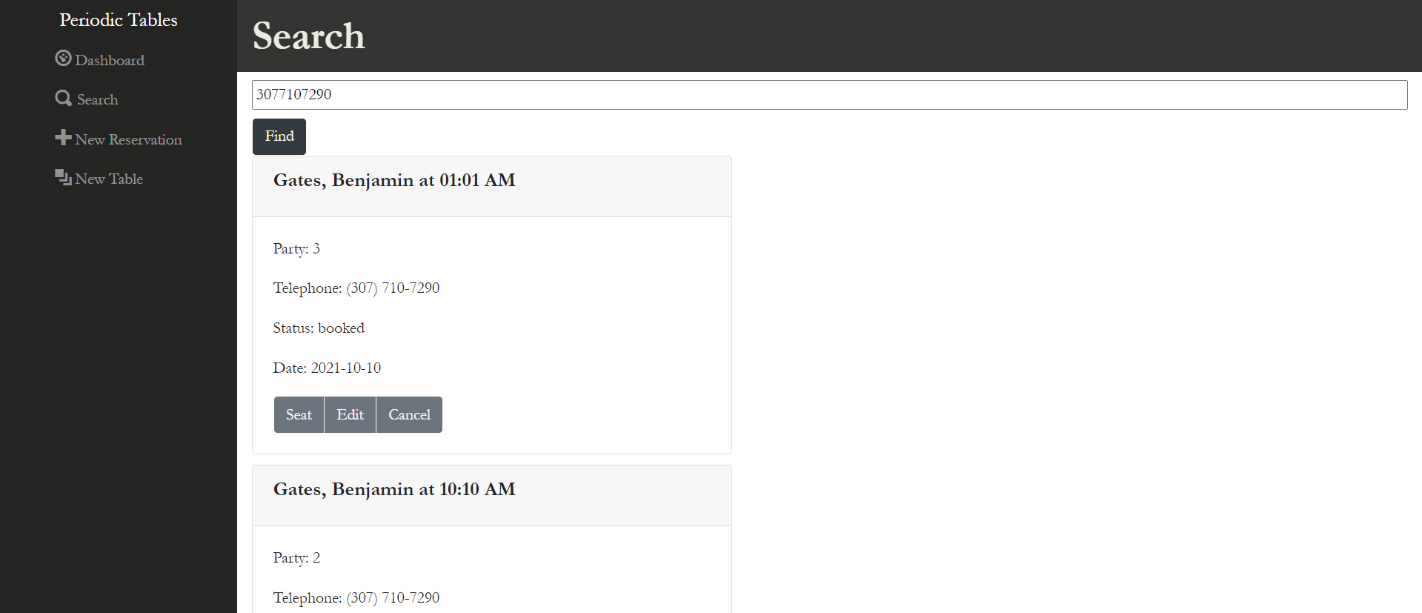 Periodic Tables
Dashboard
Search
New Reservation
New Table
Search
3077107290
Find
Gates, Benjamin at 01:01 AM
Party: 3
Telephone: (307) 710-7290
Status: booked
Date: 2021-10-10
Seat Edit Cancel
Gates, Benjamin at 10:10 AM
Party: 2
Telephone: (307) 710-7290